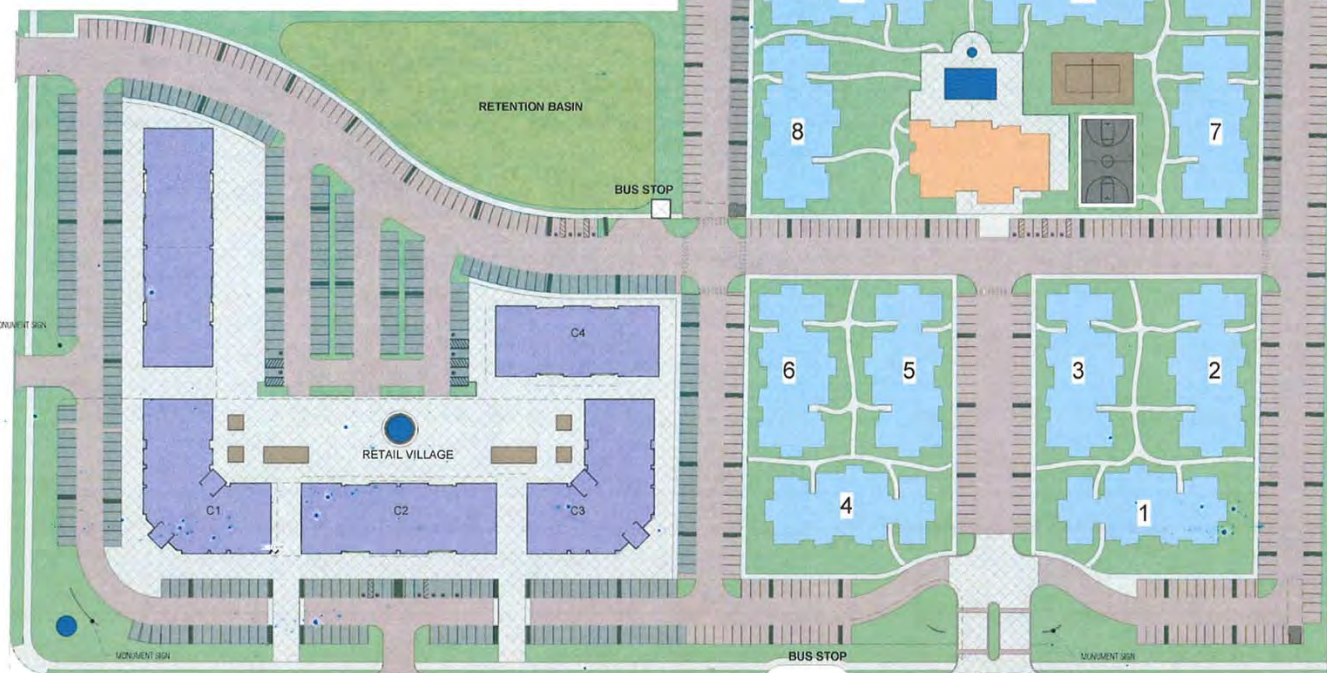 RETENTION BASIN
8
7
BUS STOP
MONUMENT SIGN
C4
6
5
3
2
RETAIL VILLAGE
C1
C2
C3
4
1
MONUMENT SIGN
BUS STOP
MONUMENT SIGN